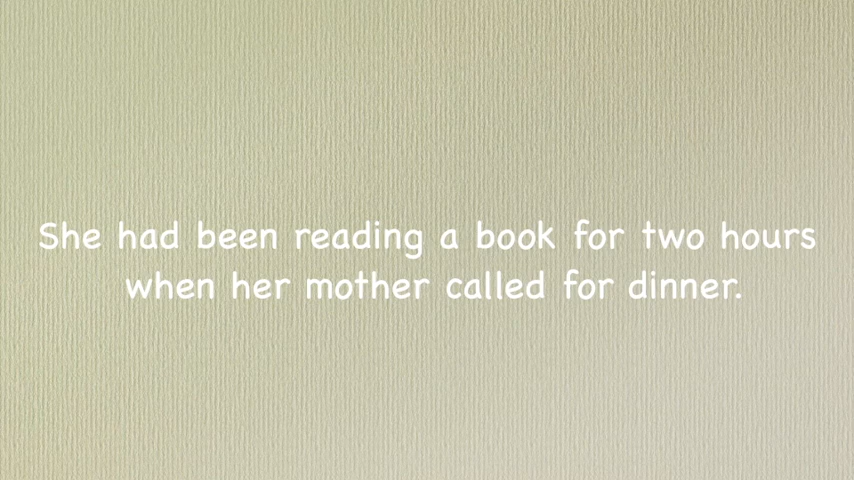 She had been reading a book for two hours
when her mother called for dinner.